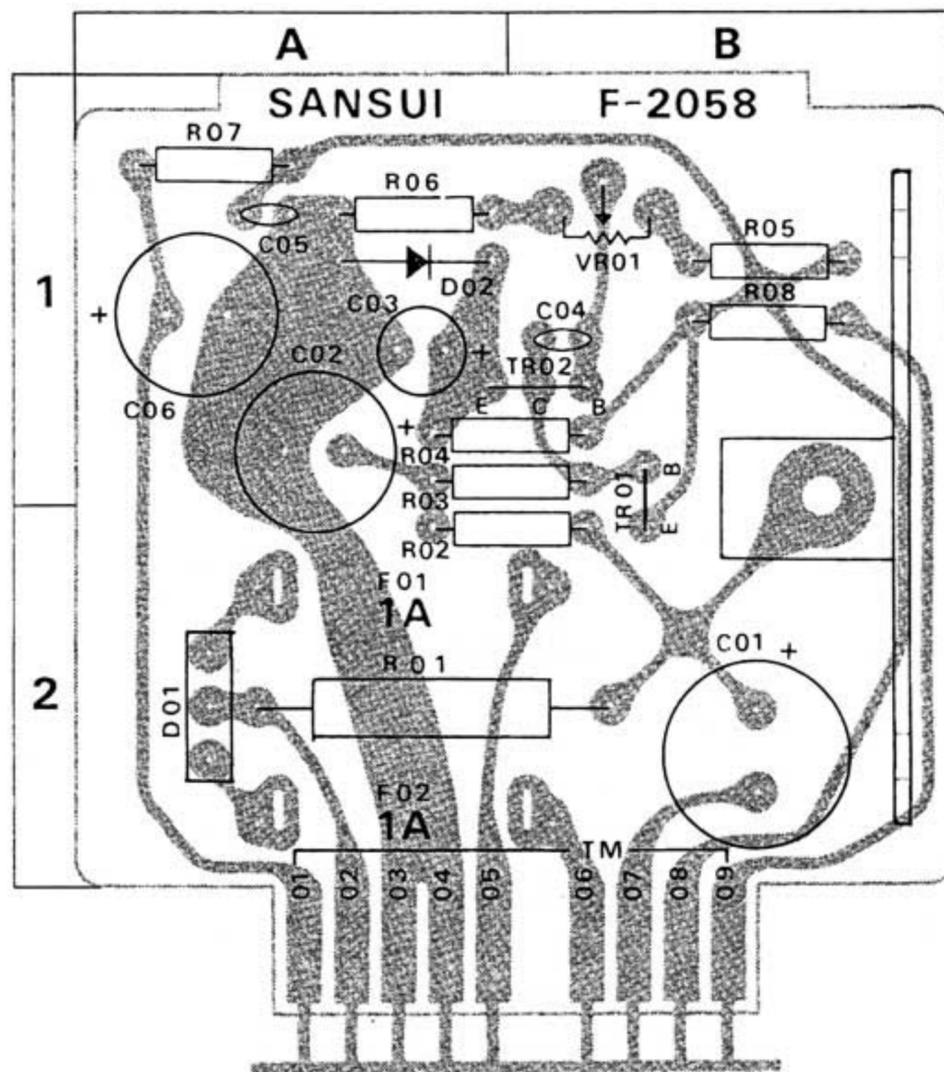 A B
SANSUI F-2058
R07
R06
C05
R05
VR01
1
D02
R08
+
C03
C04
C02
+
TR02
C06
E C B
+
R04
B
TR01
R03
E
R02
F01
1A
C01 +
R01
2
D01
F02
1A
TM
01 02 03 04 05 06 07 08 09